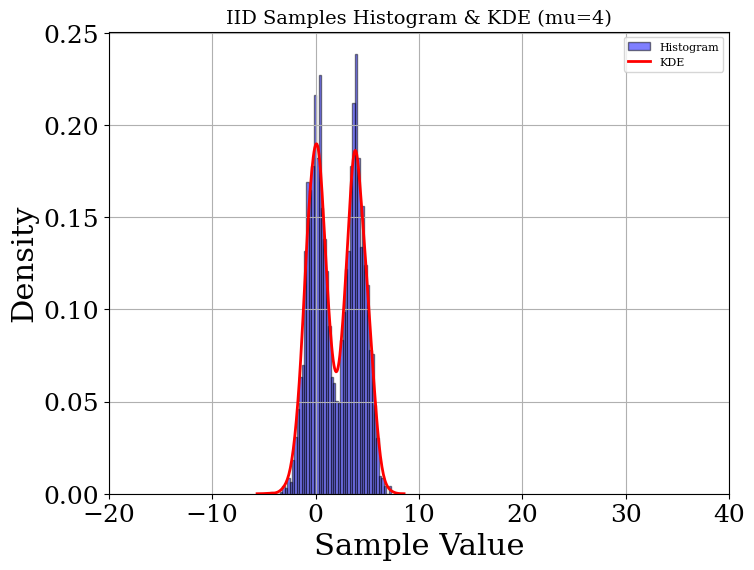 IID Samples Histogram & KDE (mu=4)
Histogram
KDE
Density
0.25
0.20
0.15
0.10
0.05
0.00
−20 −10 0 10 20 30 40
Sample Value